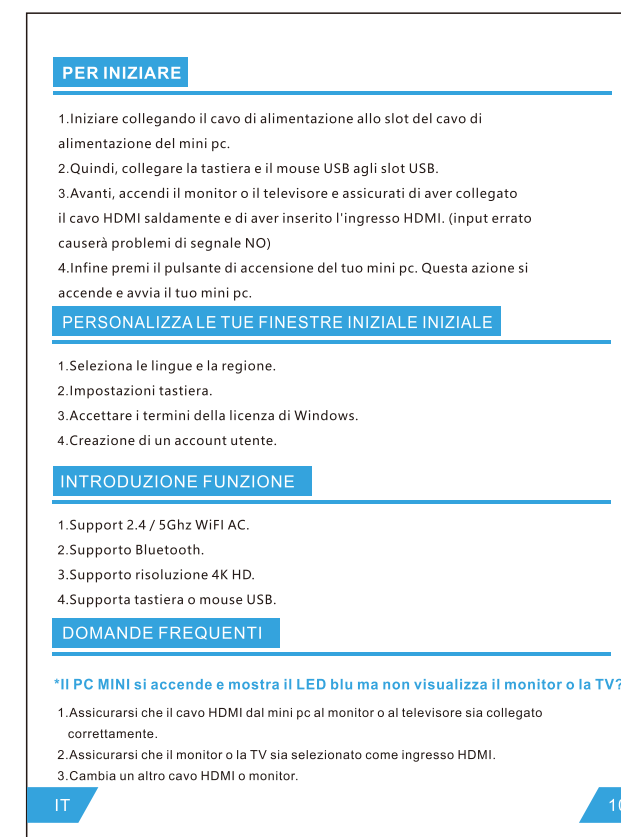 PER INIZIARE
1.Iniziare collegando il cavo di alimentazione allo slot del cavo di
alimentazione del mini pc.
2.Quindi, collegare la tastiera e il mouse USB agli slot USB.
3.Avanti, accendi il monitor o il televisore e assicurati di aver collegato
il cavo HDMI saldamente e di aver inserito l'ingresso HDMI. (input errato
causerà problemi di segnale NO)
4.Infine premi il pulsante di accensione del tuo mini pc. Questa azione si
accende e avvia il tuo mini pc.
PERSONALIZZA LE TUE FINESTRE INIZIALE INIZIALE
1.Seleziona le lingue e la regione.
2.Impostazioni tastiera.
3.Accettare i termini della licenza di Windows.
4.Creazione di un account utente.
INTRODUZIONE FUNZIONE
1.Support 2.4 / 5Ghz WiFI AC.
2.Supporto Bluetooth.
3.Supporto risoluzione 4K HD.
4.Supporta tastiera o mouse USB.
DOMANDE FREQUENTI
*Il PC MINI si accende e mostra il LED blu ma non visualizza il monitor o la TV?
1.Assicurarsi che il cavo HDMI dal mini pc al monitor o al televisore sia collegato
correttamente.
2.Assicurarsi che il monitor o la TV sia selezionato come ingresso HDMI.
3.Cambia un altro cavo HDMI o monitor.
IT